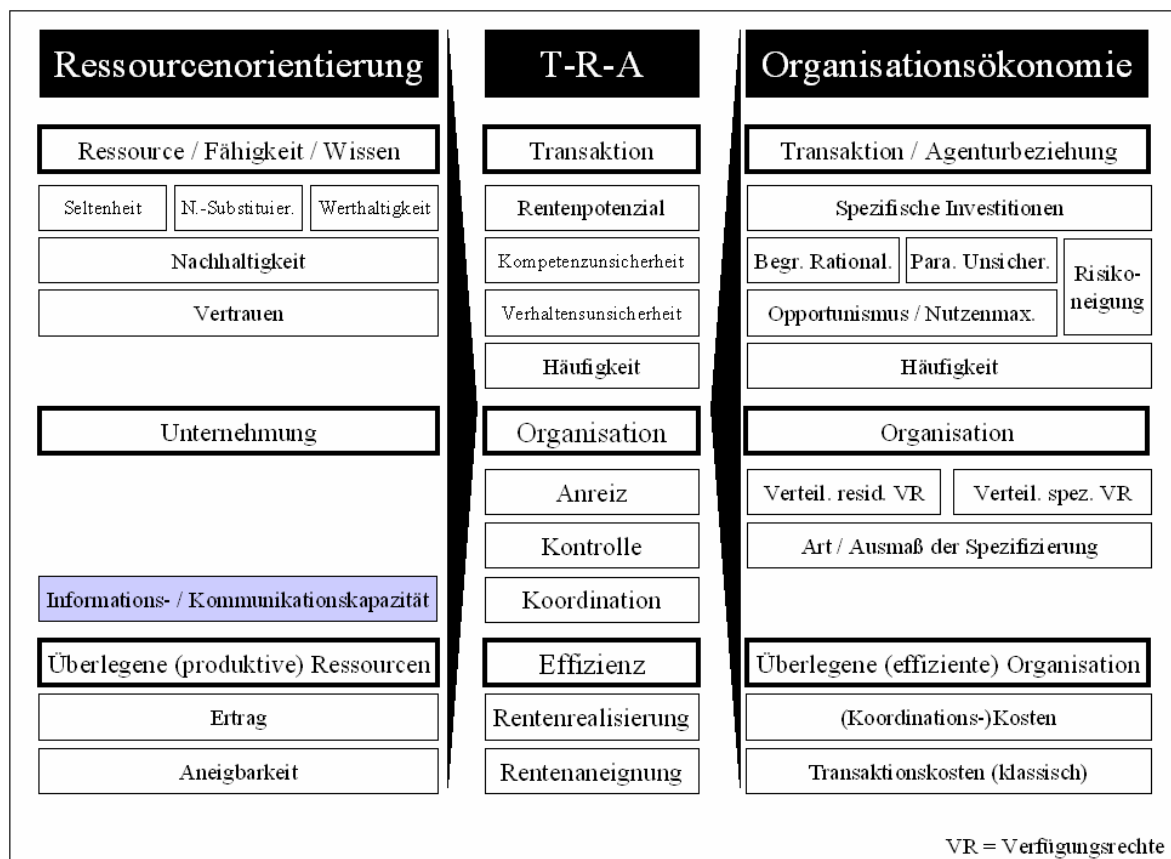 Ressourcenorientierung
T-R-A
Organisationsökonomie
Ressource / Fähigkeit / Wissen
Transaktion
Transaktion / Agenturbeziehung
Seltenheit
N.-Substituier.
Werthaltigkeit
Rentenpotenzial
Spezifische Investitionen
Nachhaltigkeit
Kompetenzunsicherheit
Begr. Rational.
Para. Unsicher.
Risiko-
neigung
Vertrauen
Verhaltensunsicherheit
Opportunismus / Nutzenmax.
Häufigkeit
Häufigkeit
Unternehmung
Organisation
Organisation
Anreiz
Verteil. resid. VR
Verteil. spez. VR
Kontrolle
Art / Ausmaß der Spezifizierung
Informations- / Kommunikationskapazität
Koordination
Überlegene (produktive) Ressourcen
Effizienz
Überlegene (effiziente) Organisation
Ertrag
Rentenrealisierung
(Koordinations-)Kosten
Aneigbarkeit
Rentenaneignung
Transaktionskosten (klassisch)
VR = Verfügungsrechte